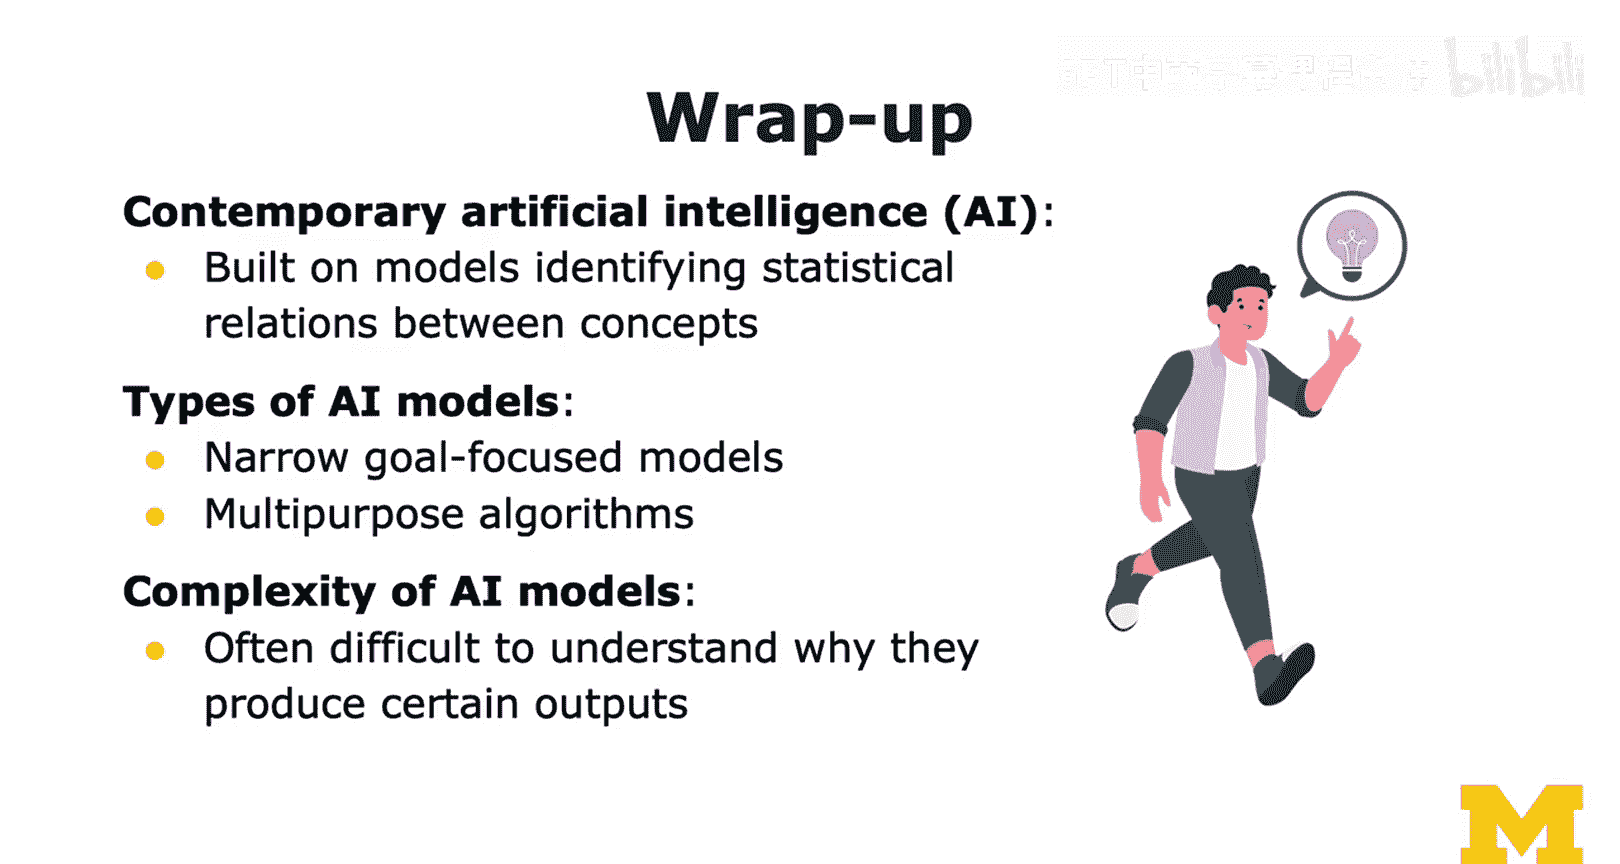 bilibili
Wrap-up
Contemporary artificial intelligence (AI):
Built on models identifying statistical
relations between concepts
Types of AI models:
Narrow goal-focused models
Multipurpose algorithms
Complexity of AI models:
Often difficult to understand why they
produce certain outputs
M